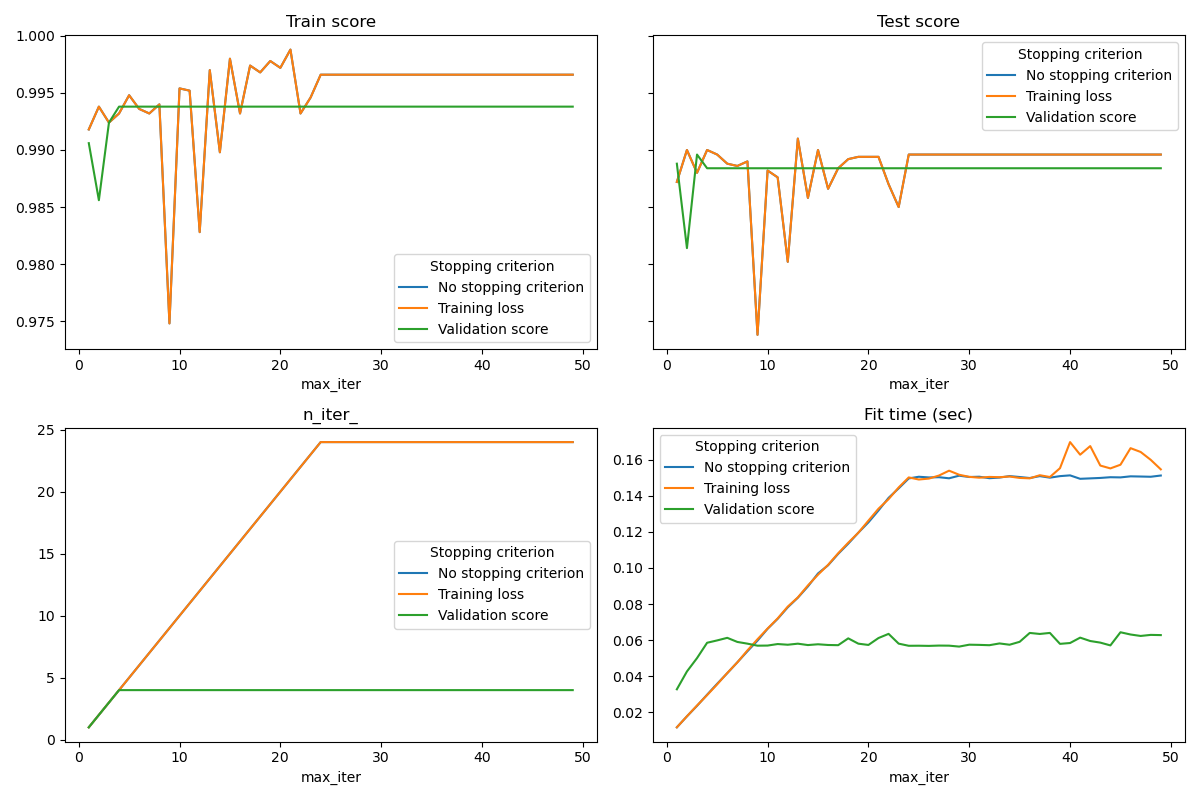 Train score
1.000
0.995
0.990
0.985
0.980
0.975
Stopping criterion
No stopping criterion
Training loss
Validation score
0 10 20 30 40 50
max_iter
Test score
Stopping criterion
No stopping criterion
Training loss
Validation score
0 10 20 30 40 50
max_iter
n_iter_
25
20
15
10
5
0
Stopping criterion
No stopping criterion
Training loss
Validation score
0 10 20 30 40 50
max_iter
Fit time (sec)
0.16
0.14
0.12
0.10
0.08
0.06
0.04
0.02
Stopping criterion
No stopping criterion
Training loss
Validation score
0 10 20 30 40 50
max_iter